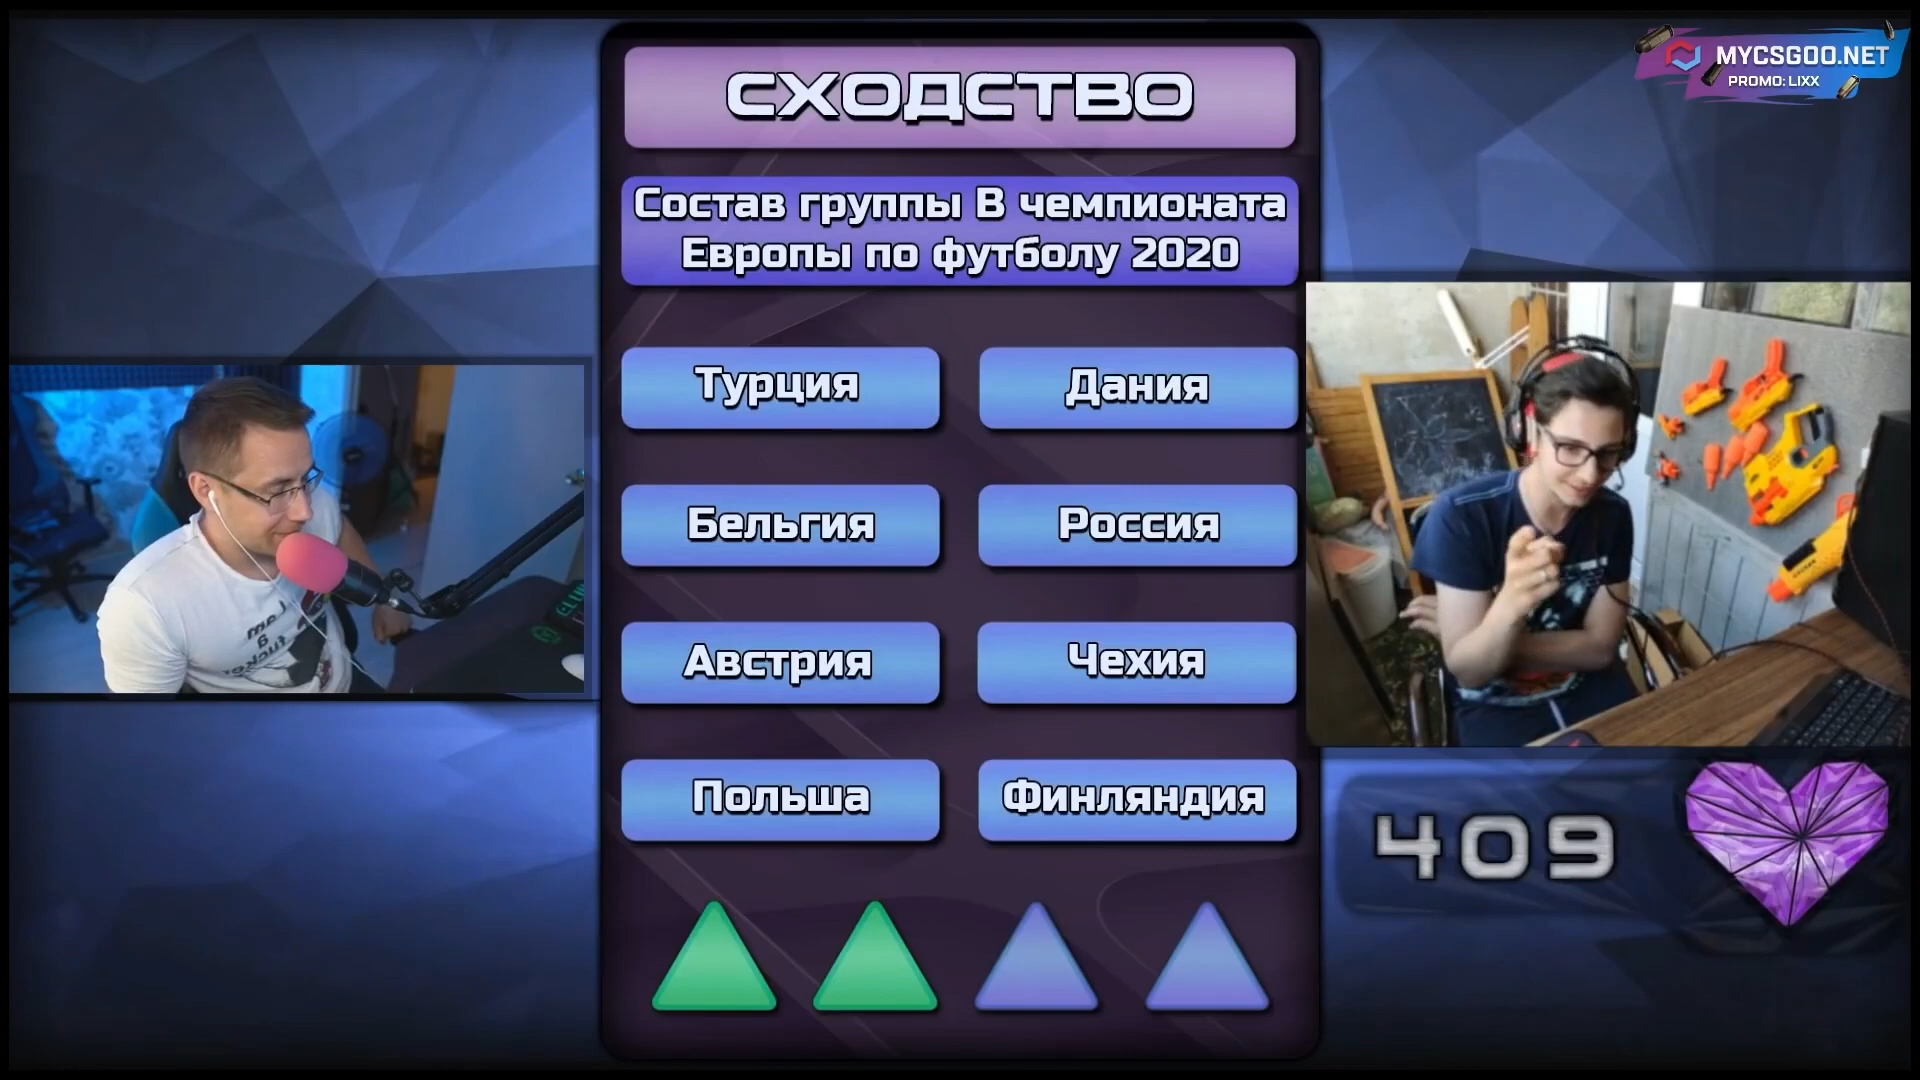 MYCSGOO.NET
PROMO: LIXX
СХОДСТВО
Состав группы B чемпионата
Европы по футболу 2020
Турция
Дания
Бельгия
Россия
Австрия
Чехия
Польша
Финляндия
409